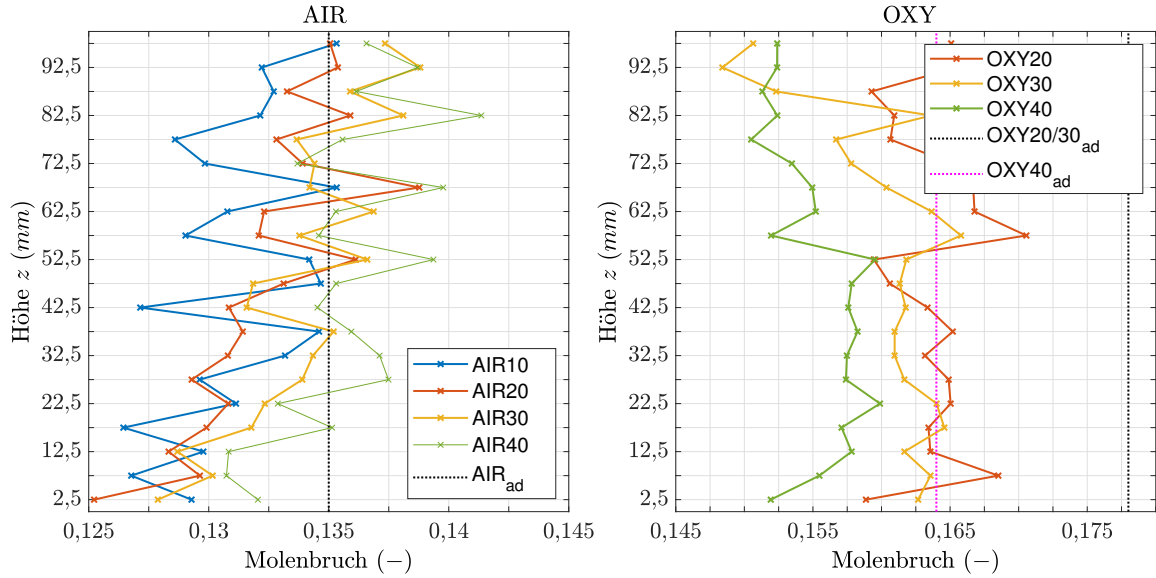 AIR
92,5
82,5
72,5
62,5
52,5
42,5
32,5
22,5
12,5
2,5
Höhe z (mm)
0,125
0,13
0,135
0,14
0,145
Molenbruch (−)
AIR10
AIR20
AIR30
AIR40
AIRad
OXY
92,5
82,5
72,5
62,5
52,5
42,5
32,5
22,5
12,5
2,5
Höhe z (mm)
0,145
0,155
0,165
0,175
Molenbruch (−)
OXY20
OXY30
OXY40
OXY20/30ad
OXY40ad